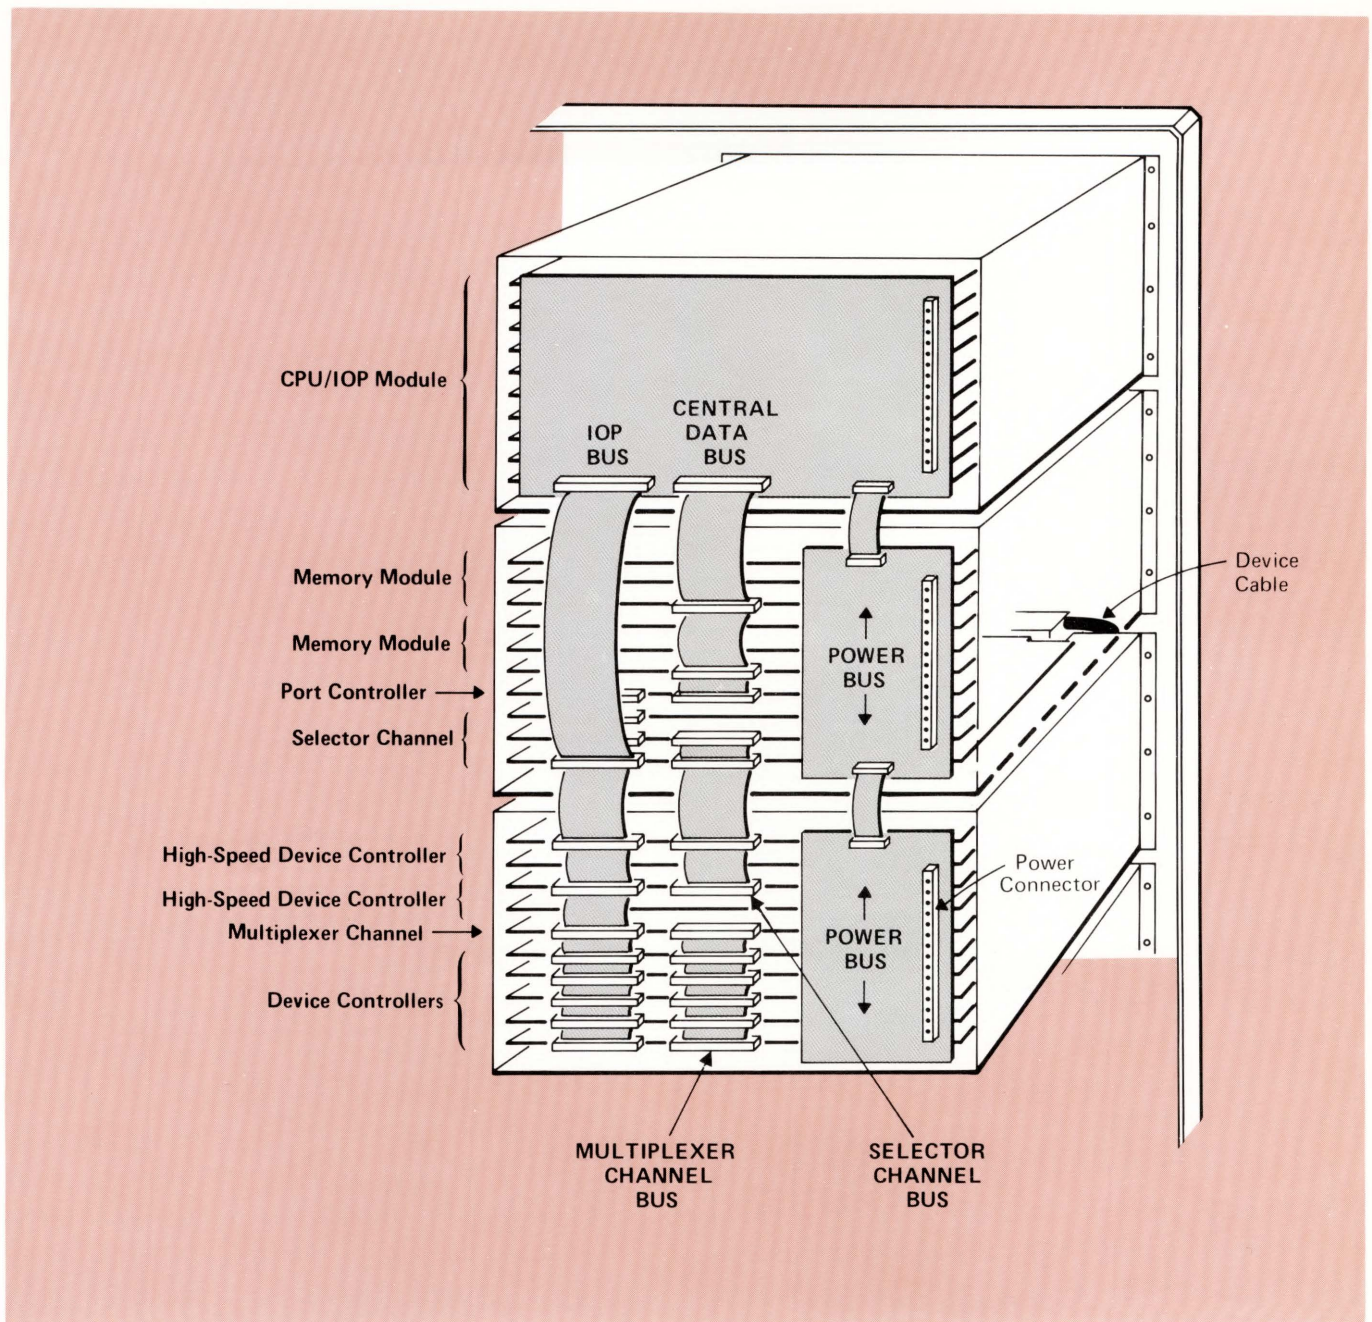 CPU/IOP Module
IOP
BUS
CENTRAL
DATA
BUS
Memory Module
Memory Module
Port Controller
Selector Channel
POWER
BUS
Device
Cable
High-Speed Device Controller
High-Speed Device Controller
Multiplexer Channel
Device Controllers
POWER
BUS
Power
Connector
MULTIPLEXER
CHANNEL
BUS
SELECTOR
CHANNEL
BUS